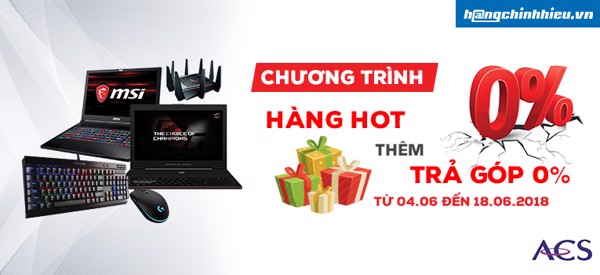 h@ngchinhhieu.vn
CHƯƠNG TRÌNH
HÀNG HOT
THÊM
TRẢ GÓP 0%
TỪ 04.06 ĐẾN 18.06.2018
0%
msi
THE CHOICE OF
CHAMPIONS
ACS